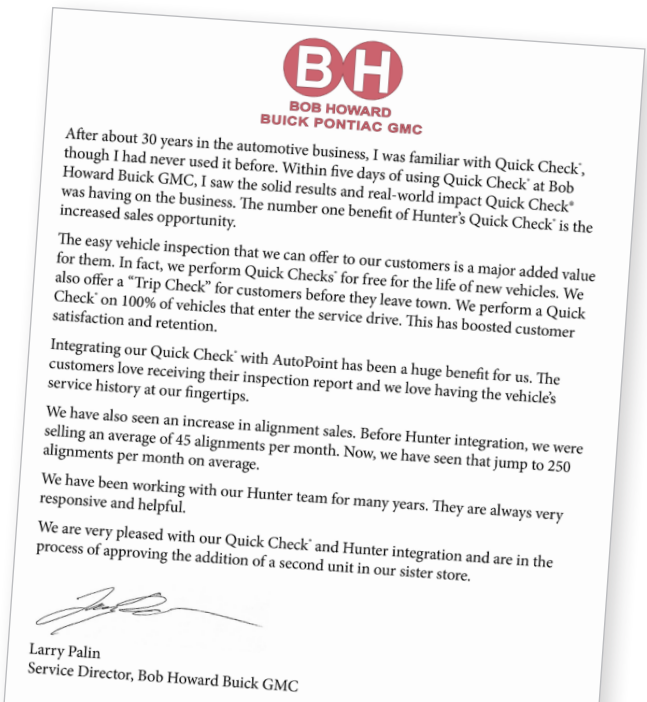 BH
BOB HOWARD
BUICK PONTIAC GMC
After about 30 years in the automotive business, I was familiar with Quick Check®,
though I had never used it before. Within five days of using Quick Check® at Bob
Howard Buick GMC, I saw the solid results and real-world impact Quick Check®
was having on the business. The number one benefit of Hunter's Quick Check® is the
increased sales opportunity.
The easy vehicle inspection that we can offer to our customers is a major added value
for them. In fact, we perform Quick Checks® for free for the life of new vehicles. We
also offer a “Trip Check” for customers before they leave town. We perform a Quick
Check® on 100% of vehicles that enter the service drive. This has boosted customer
satisfaction and retention.
Integrating our Quick Check® with AutoPoint has been a huge benefit for us. The
customers love receiving their inspection report and we love having the vehicle's
service history at our fingertips.
We have also seen an increase in alignment sales. Before Hunter integration, we were
selling an average of 45 alignments per month. Now, we have seen that jump to 250
alignments per month on average.
We have been working with our Hunter team for many years. They are always very
responsive and helpful.
We are very pleased with our Quick Check® and Hunter integration and are in the
process of approving the addition of a second unit in our sister store.
Larry Palin
Service Director, Bob Howard Buick GMC